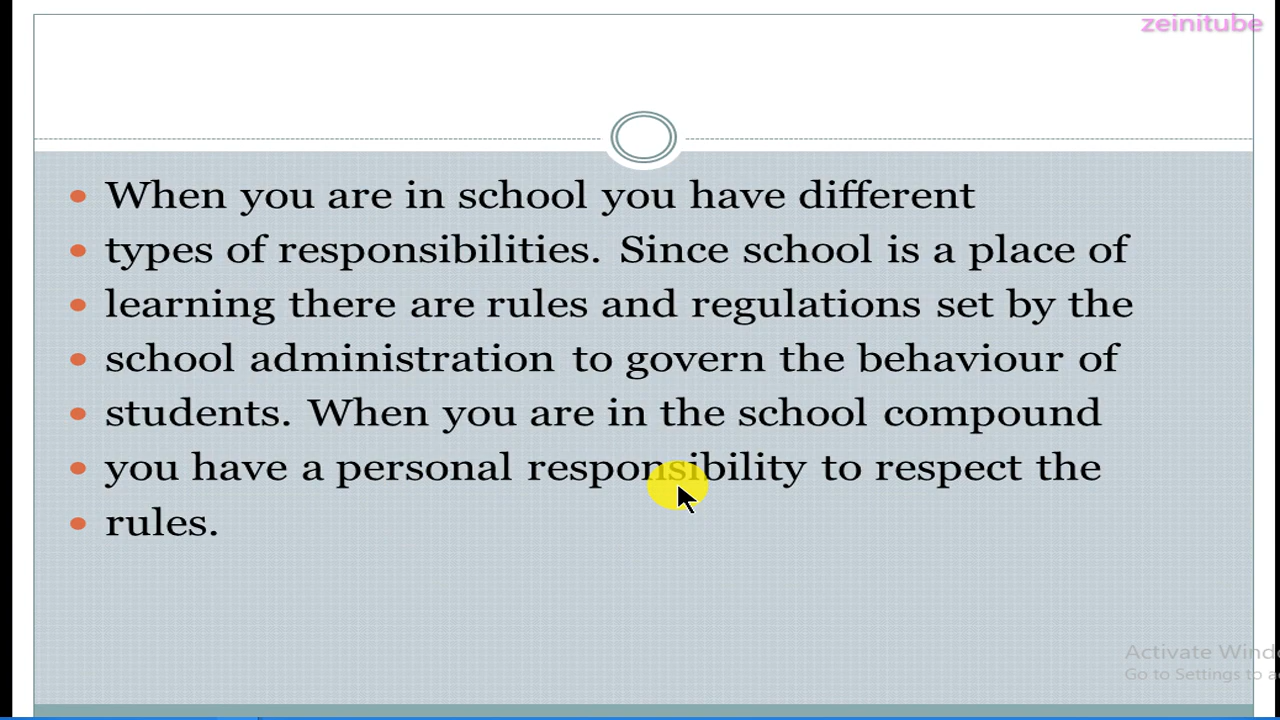 zeinitube
• When you are in school you have different
• types of responsibilities. Since school is a place of
• learning there are rules and regulations set by the
• school administration to govern the behaviour of
• students. When you are in the school compound
• you have a personal responsibility to respect the
• rules.
Activate Wind
Go to Settings to a